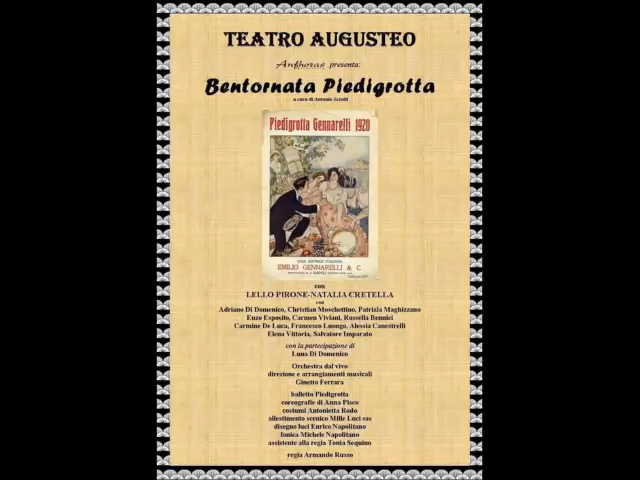 TEATRO AUGUSTEO
Anfhoras presenta:
Bentornata Piedigrotta
a cura di Antonio Sciotti
Piedigrotta Gennarelli 1920
CASA EDITRICE ITALIANA
EMILIO GENNARELLI & C.
con
LELLO PIRONE-NATALIA CRETELLA
con
Adriano Di Domenico, Christian Moschettino, Patrizia Maghizzano
Enzo Esposito, Carmen Viviani, Rossella Bennici
Carmine De Luca, Francesco Luongo, Alessia Canestrelli
Elena Vittoria, Salvatore Imparato
con la partecipazione di
Luna Di Domenico
Orchestra dal vivo
direzione e arrangiamenti musicali
Ginetto Ferrara
balletto Piedigrotta
coreografie di Anna Pisco
costumi Antonietta Rodo
allestimento scenico Mille Luci sas
disegno luci Enrico Napolitano
fonica Michele Napolitano
assistente alla regia Tonia Sequino
regia Armando Russo